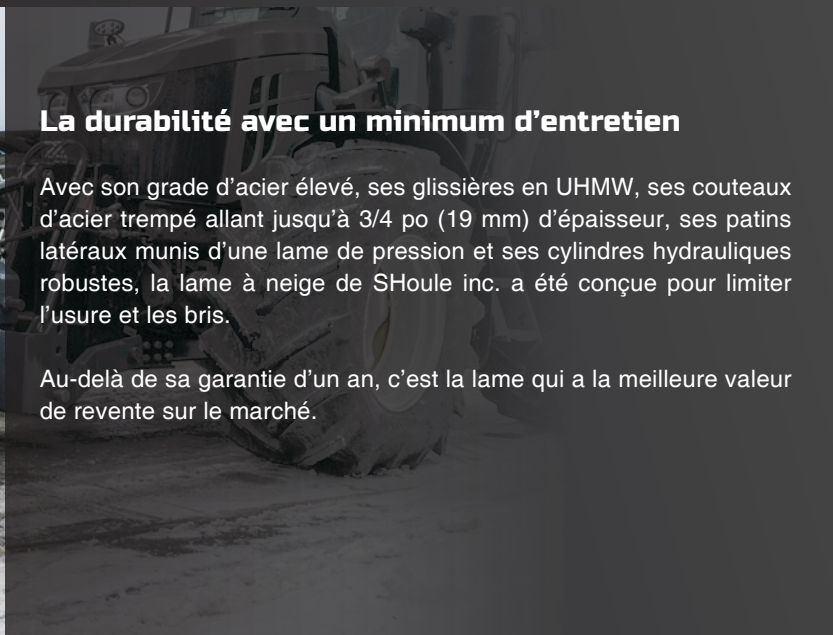 La durabilité avec un minimum d’entretien
Avec son grade d’acier élevé, ses glissières en UHMW, ses couteaux
d’acier trempé allant jusqu’à 3/4 po (19 mm) d’épaisseur, ses patins
latéraux munis d’une lame de pression et ses cylindres hydrauliques
robustes, la lame à neige de SHoule inc. a été conçue pour limiter
l’usure et les bris.
Au-delà de sa garantie d’un an, c’est la lame qui a la meilleure valeur
de revente sur le marché.